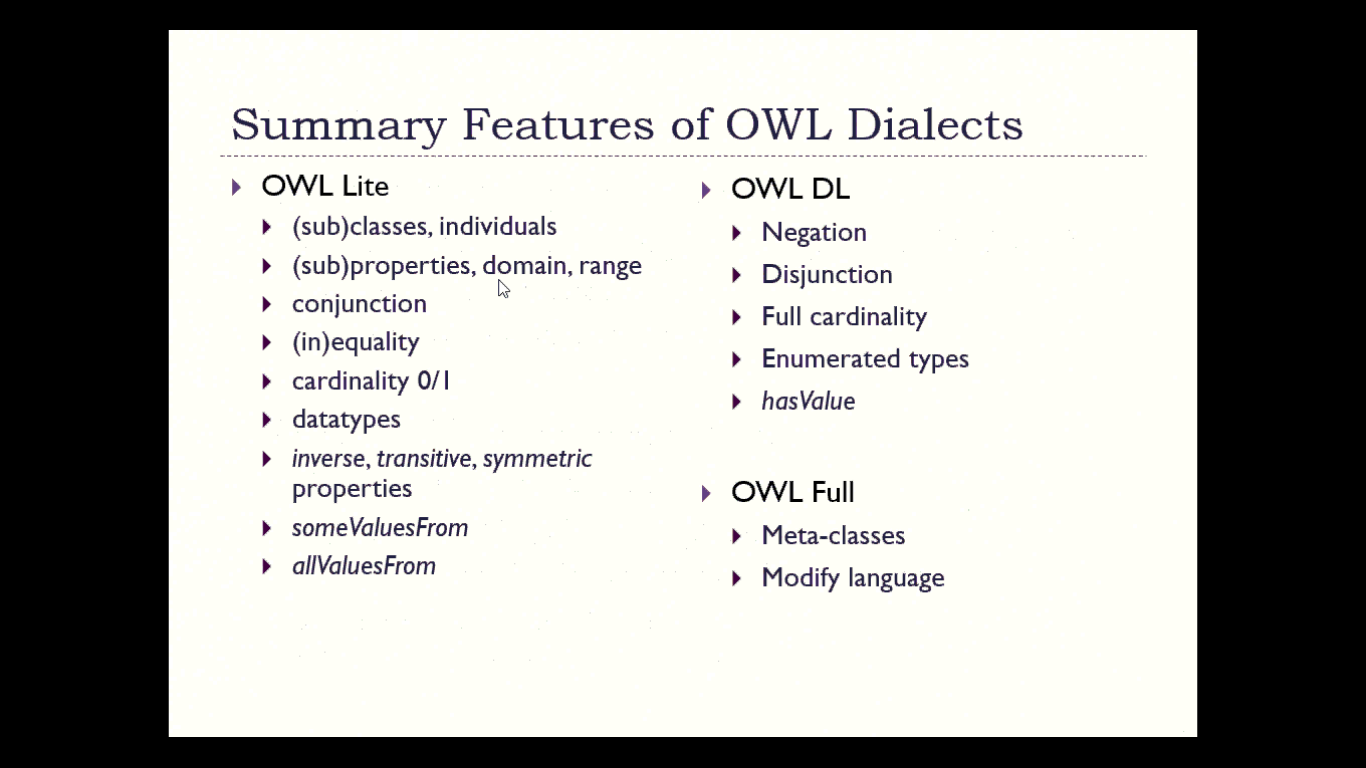 Summary Features of OWL Dialects
OWL Lite
(sub)classes, individuals
(sub)properties, domain, range
conjunction
(in)equality
cardinality 0/1
datatypes
inverse, transitive, symmetric
properties
someValuesFrom
allValuesFrom
OWL DL
Negation
Disjunction
Full cardinality
Enumerated types
hasValue
OWL Full
Meta-classes
Modify language